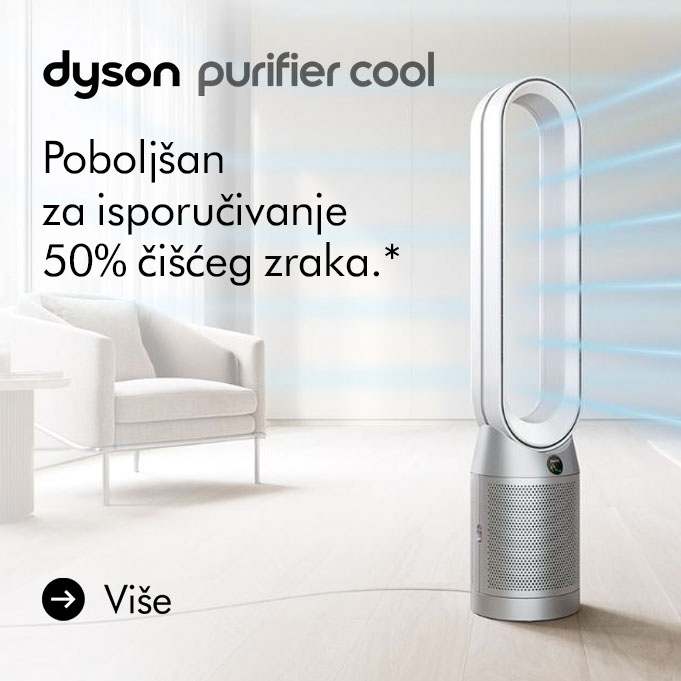 dyson purifier cool
Poboljšan
za isporučivanje
50% čišćeg zraka.*
Više